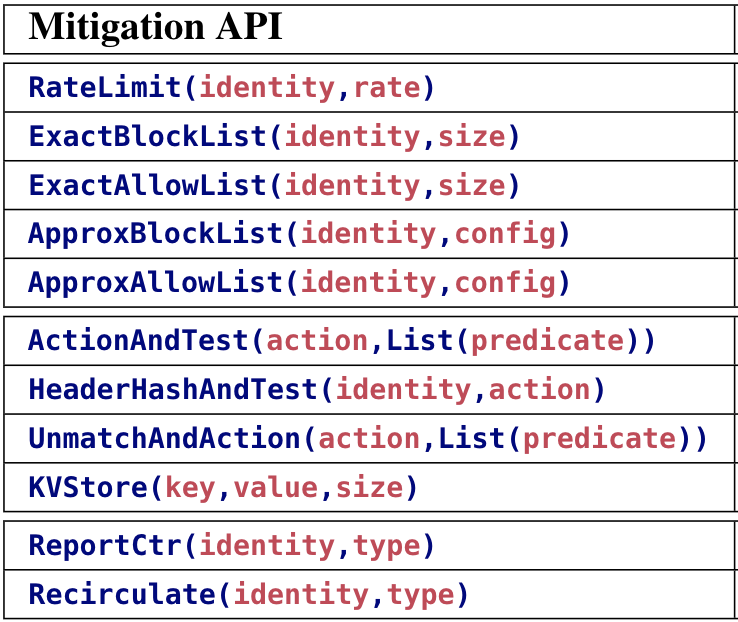 Mitigation API
RateLimit(identity,rate)
ExactBlockList(identity,size)
ExactAllowList(identity,size)
ApproxBlockList(identity,config)
ApproxAllowList(identity,config)
ActionAndTest(action,List(predicate))
HeaderHashAndTest(identity,action)
UnmatchAndAction(action,List(predicate))
KVStore(key,value,size)
ReportCtr(identity,type)
Recirculate(identity,type)